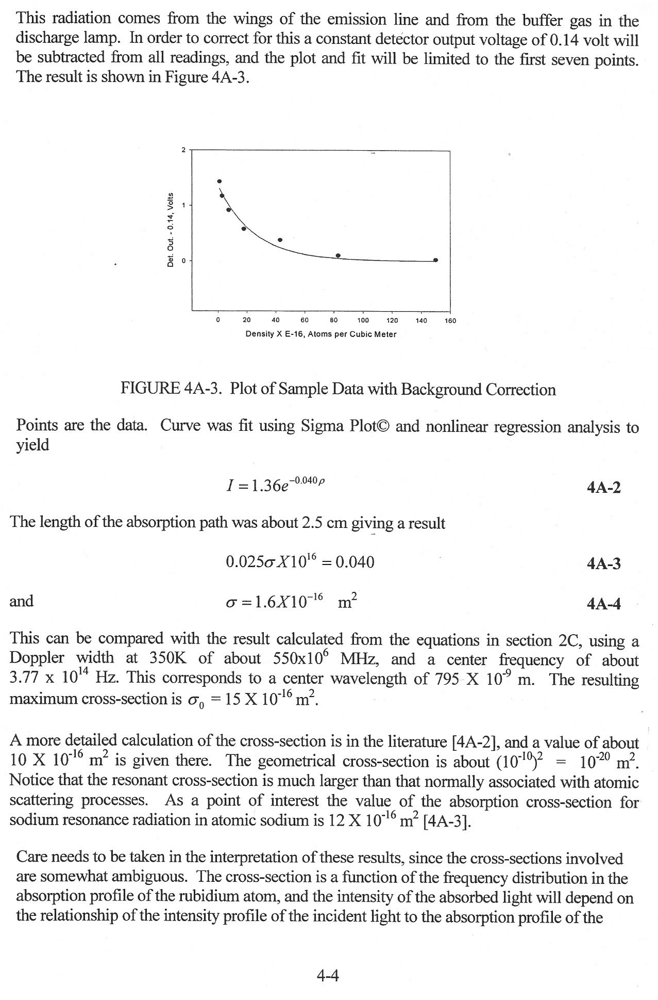 This radiation comes from the wings of the emission line and from the buffer gas in the
discharge lamp. In order to correct for this a constant detector output voltage of 0.14 volt will
be subtracted from all readings, and the plot and fit will be limited to the first seven points.
The result is shown in Figure 4A-3.
2
1
0
Det. Out. - 0.14, Volts
0 20 40 60 80 100 120 140 160
Density X E-16, Atoms per Cubic Meter
FIGURE 4A-3. Plot of Sample Data with Background Correction
Points are the data. Curve was fit using Sigma Plot© and nonlinear regression analysis to
yield
I = 1.36e^{-0.040ρ} 4A-2
The length of the absorption path was about 2.5 cm giving a result
0.025σX10^{16} = 0.040 4A-3
and σ = 1.6X10^{-16} m² 4A-4
This can be compared with the result calculated from the equations in section 2C, using a
Doppler width at 350K of about 550x10⁶ MHz, and a center frequency of about
3.77 x 10¹⁴ Hz. This corresponds to a center wavelength of 795 X 10⁻⁹ m. The resulting
maximum cross-section is σ₀ = 15 X 10⁻¹⁶ m².
A more detailed calculation of the cross-section is in the literature [4A-2], and a value of about
10 X 10⁻¹⁶ m² is given there. The geometrical cross-section is about (10⁻¹⁰)² = 10⁻²⁰ m².
Notice that the resonant cross-section is much larger than that normally associated with atomic
scattering processes. As a point of interest the value of the absorption cross-section for
sodium resonance radiation in atomic sodium is 12 X 10⁻¹⁶ m² [4A-3].
Care needs to be taken in the interpretation of these results, since the cross-sections involved
are somewhat ambiguous. The cross-section is a function of the frequency distribution in the
absorption profile of the rubidium atom, and the intensity of the absorbed light will depend on
the relationship of the intensity profile of the incident light to the absorption profile of the
4-4